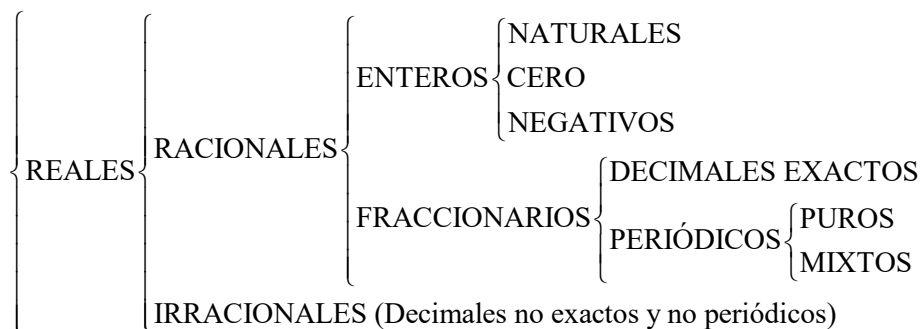 NATURALES
ENTEROS CERO
NEGATIVOS
RACIONALES
REALES
DECIMALES EXACTOS
FRACCIONARIOS PUROS
PERIÓDICOS
MIXTOS
IRRACIONALES (Decimales no exactos y no periódicos)